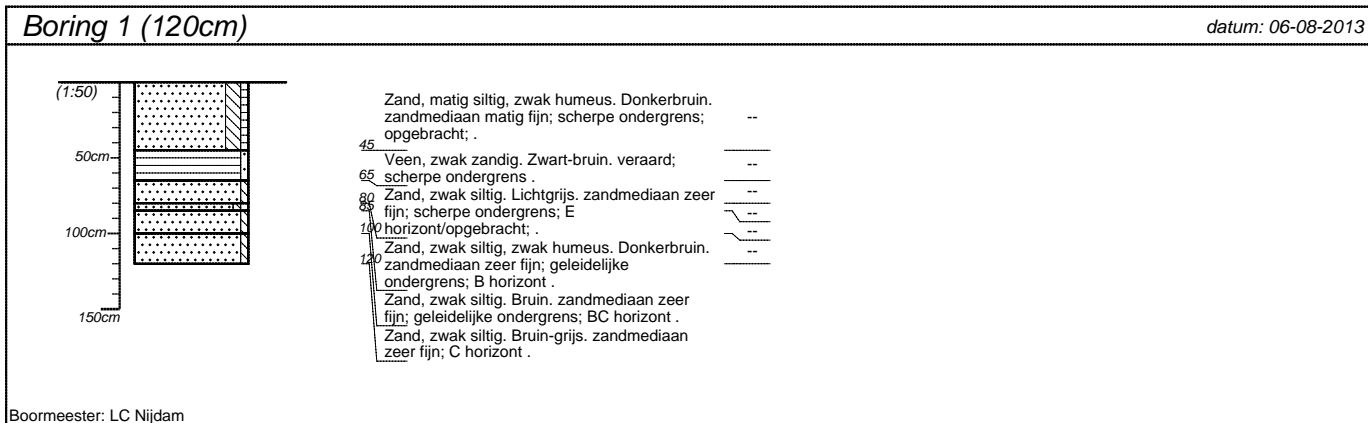 Boring 1 (120cm)
datum: 06-08-2013
(1:50)
50cm
100cm
150cm
45
65
80
85
100
120
Zand, matig siltig, zwak humeus. Donkerbruin.
zandmediaan matig fijn; scherpe ondergrens;
opgebracht; .
Veen, zwak zandig. Zwart-bruin. veraard;
scherpe ondergrens .
Zand, zwak siltig. Lichtgrijs. zandmediaan zeer
fijn; scherpe ondergrens; E
horizont/opgebracht; .
Zand, zwak siltig, zwak humeus. Donkerbruin.
zandmediaan zeer fijn; geleidelijke
ondergrens; B horizont .
Zand, zwak siltig. Bruin. zandmediaan zeer
fijn; geleidelijke ondergrens; BC horizont .
Zand, zwak siltig. Bruin-grijs. zandmediaan
zeer fijn; C horizont .
--
--
--
--
--
--
Boormeester: LC Nijdam